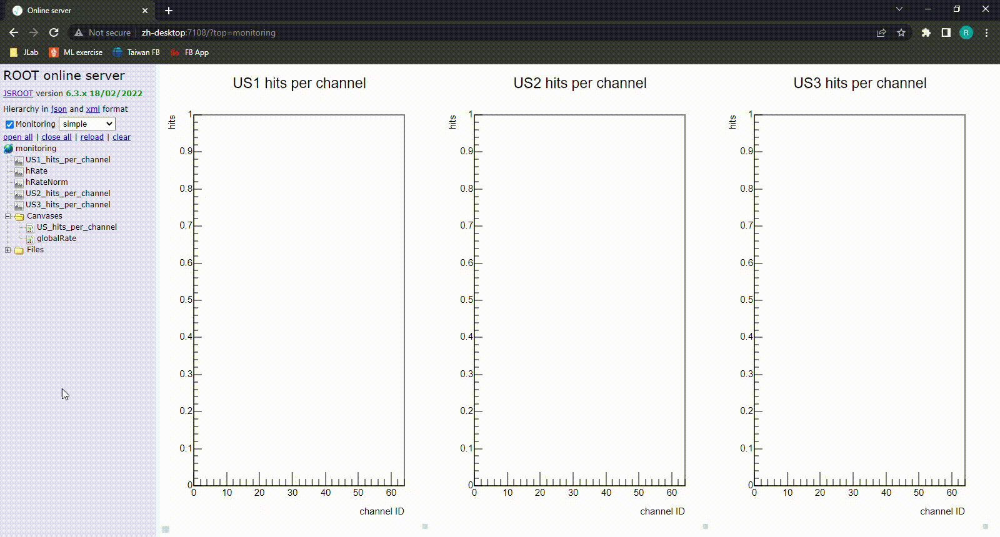 Online server
Not secure
zh-desktop:7108/?top=monitoring
R
JLab
ML exercise
Taiwan FB
FB App
ROOT online server
JSROOT version 6.3.x 18/02/2022
Hierarchy in json and xml format
Monitoring simple
open all | close all | reload | clear
monitoring
US1_hits_per_channel
hRate
hRateNorm
US2_hits_per_channel
US3_hits_per_channel
Canvases
US_hits_per_channel
globalRate
Files
US1 hits per channel
hits
1
0.9
0.8
0.7
0.6
0.5
0.4
0.3
0.2
0.1
0
0 10 20 30 40 50 60
channel ID
US2 hits per channel
hits
1
0.9
0.8
0.7
0.6
0.5
0.4
0.3
0.2
0.1
0
0 10 20 30 40 50 60
channel ID
US3 hits per channel
hits
1
0.9
0.8
0.7
0.6
0.5
0.4
0.3
0.2
0.1
0
0 10 20 30 40 50 60
channel ID